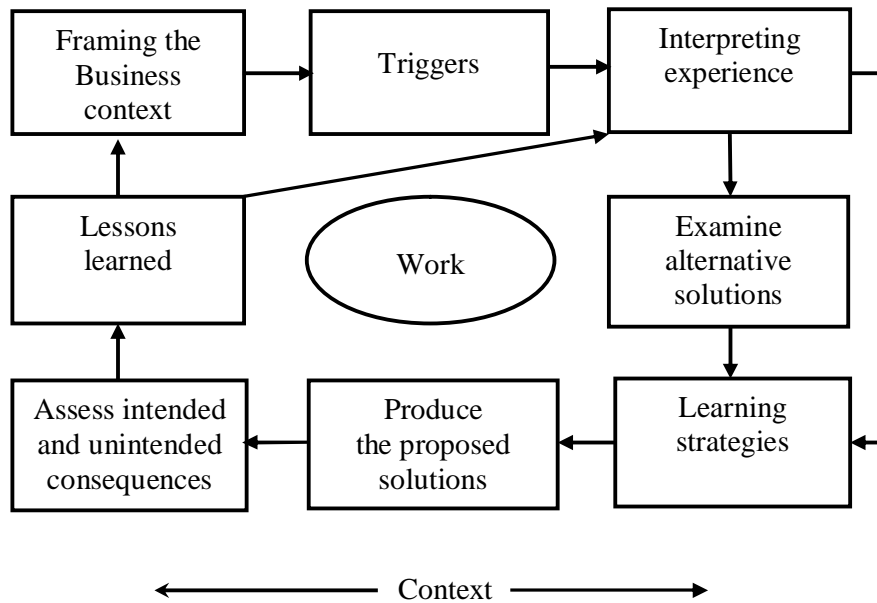 Framing the
Business
context
Triggers
Interpreting
experience
Lessons
learned
Work
Examine
alternative
solutions
Assess intended
and unintended
consequences
Produce
the proposed
solutions
Learning
strategies
Context